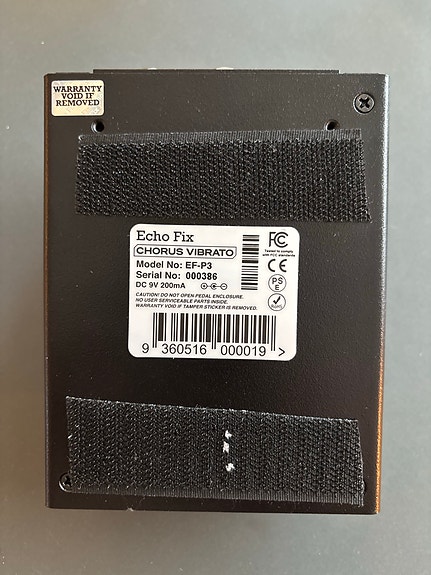 WARRANTY
VOID IF
REMOVED
Echo Fix
CHORUS VIBRATO
Model No: EF-P3
Serial No: 000386
DC 9V 200mA
CAUTION! DO NOT OPEN PEDAL ENCLOSURE.
NO USER SERVICEABLE PARTS INSIDE.
WARRANTY VOID IF TAMPER STICKER IS REMOVED.
FC
Tested to comply
with FCC standards
CE
PS
E
9 360516 000019 >